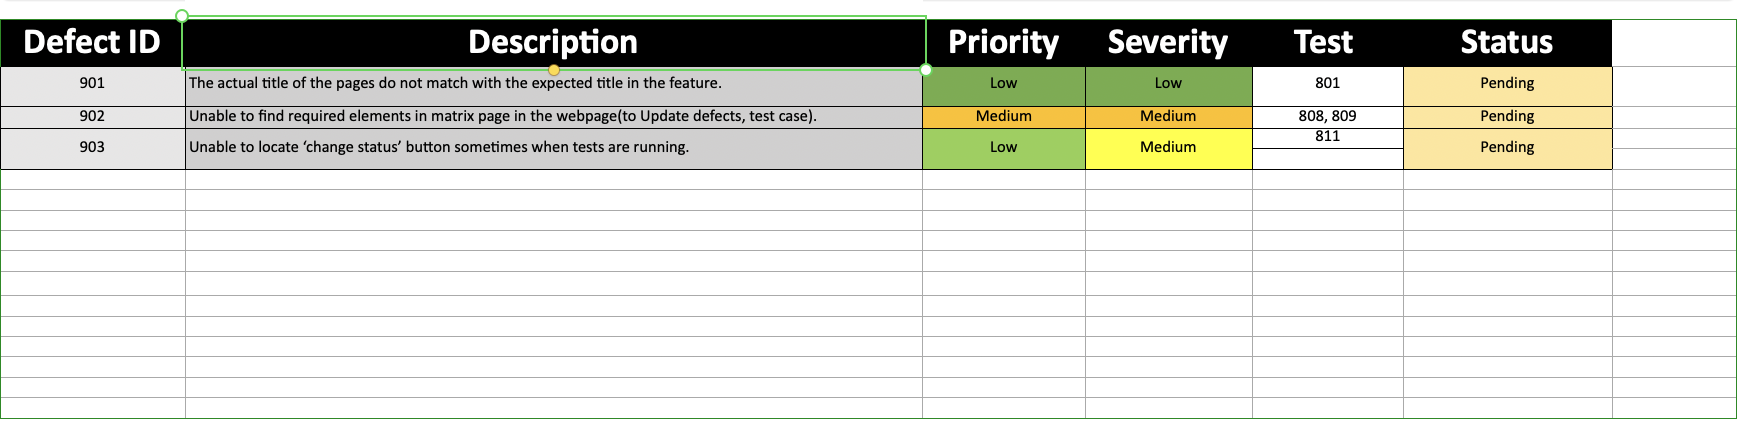 Defect ID Description Priority Severity Test Status
901 The actual title of the pages do not match with the expected title in the feature. Low Low 801 Pending
902 Unable to find required elements in matrix page in the webpage(to Update defects, test case). Medium Medium 808, 809 Pending
903 Unable to locate ‘change status’ button sometimes when tests are running. Low Medium 811 Pending